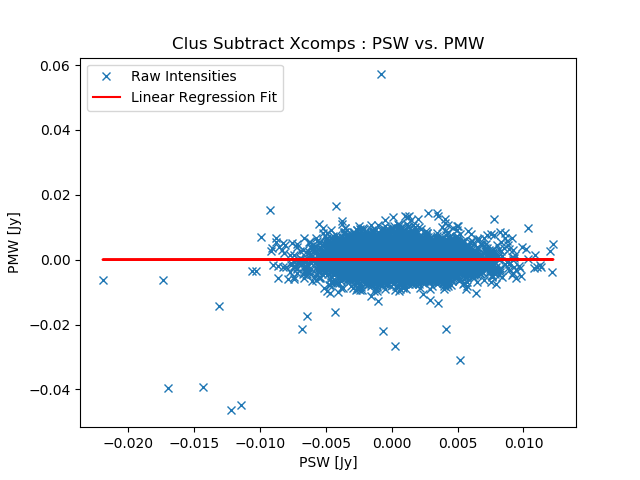 Clus Subtract Xcomps : PSW vs. PMW
Raw Intensities
Linear Regression Fit
0.06
0.04
0.02
0.00
−0.02
−0.04
PMW [Jy]
−0.020 −0.015 −0.010 −0.005 0.000 0.005 0.010
PSW [Jy]